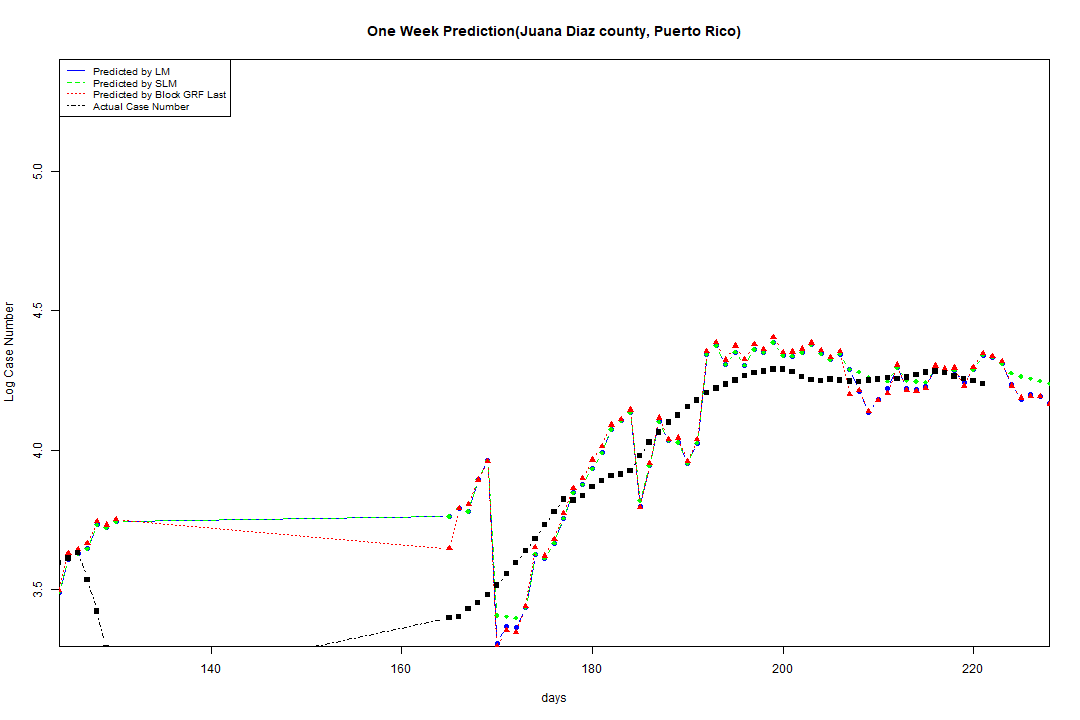 One Week Prediction(Juana Diaz county, Puerto Rico)
Predicted by LM
Predicted by SLM
Predicted by Block GRF Last
Actual Case Number
Log Case Number
5.0
4.5
4.0
3.5
140
160
180
200
220
days